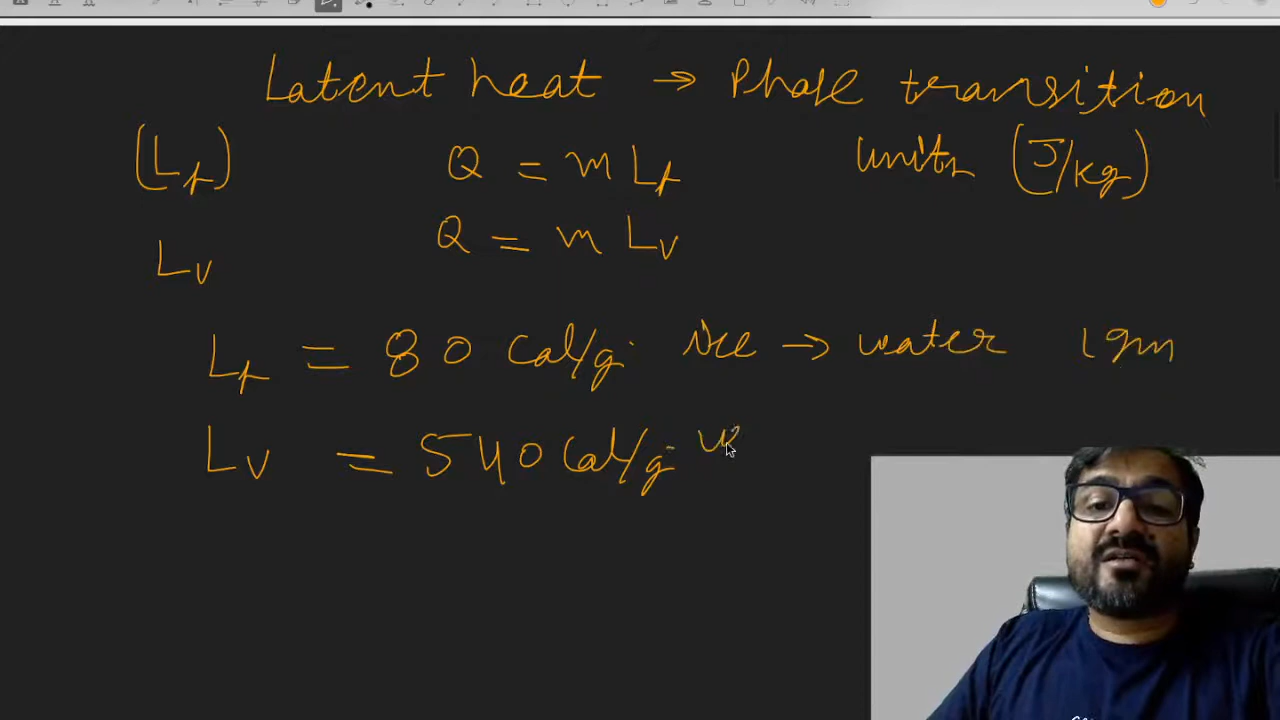 Latent heat → Phase transition
(Lf) Q = m Lf units (J/kg)
Q = m Lv
Lv
Lf = 80 Cal/g. ice → water 1gm
Lv = 540 Cal/g.